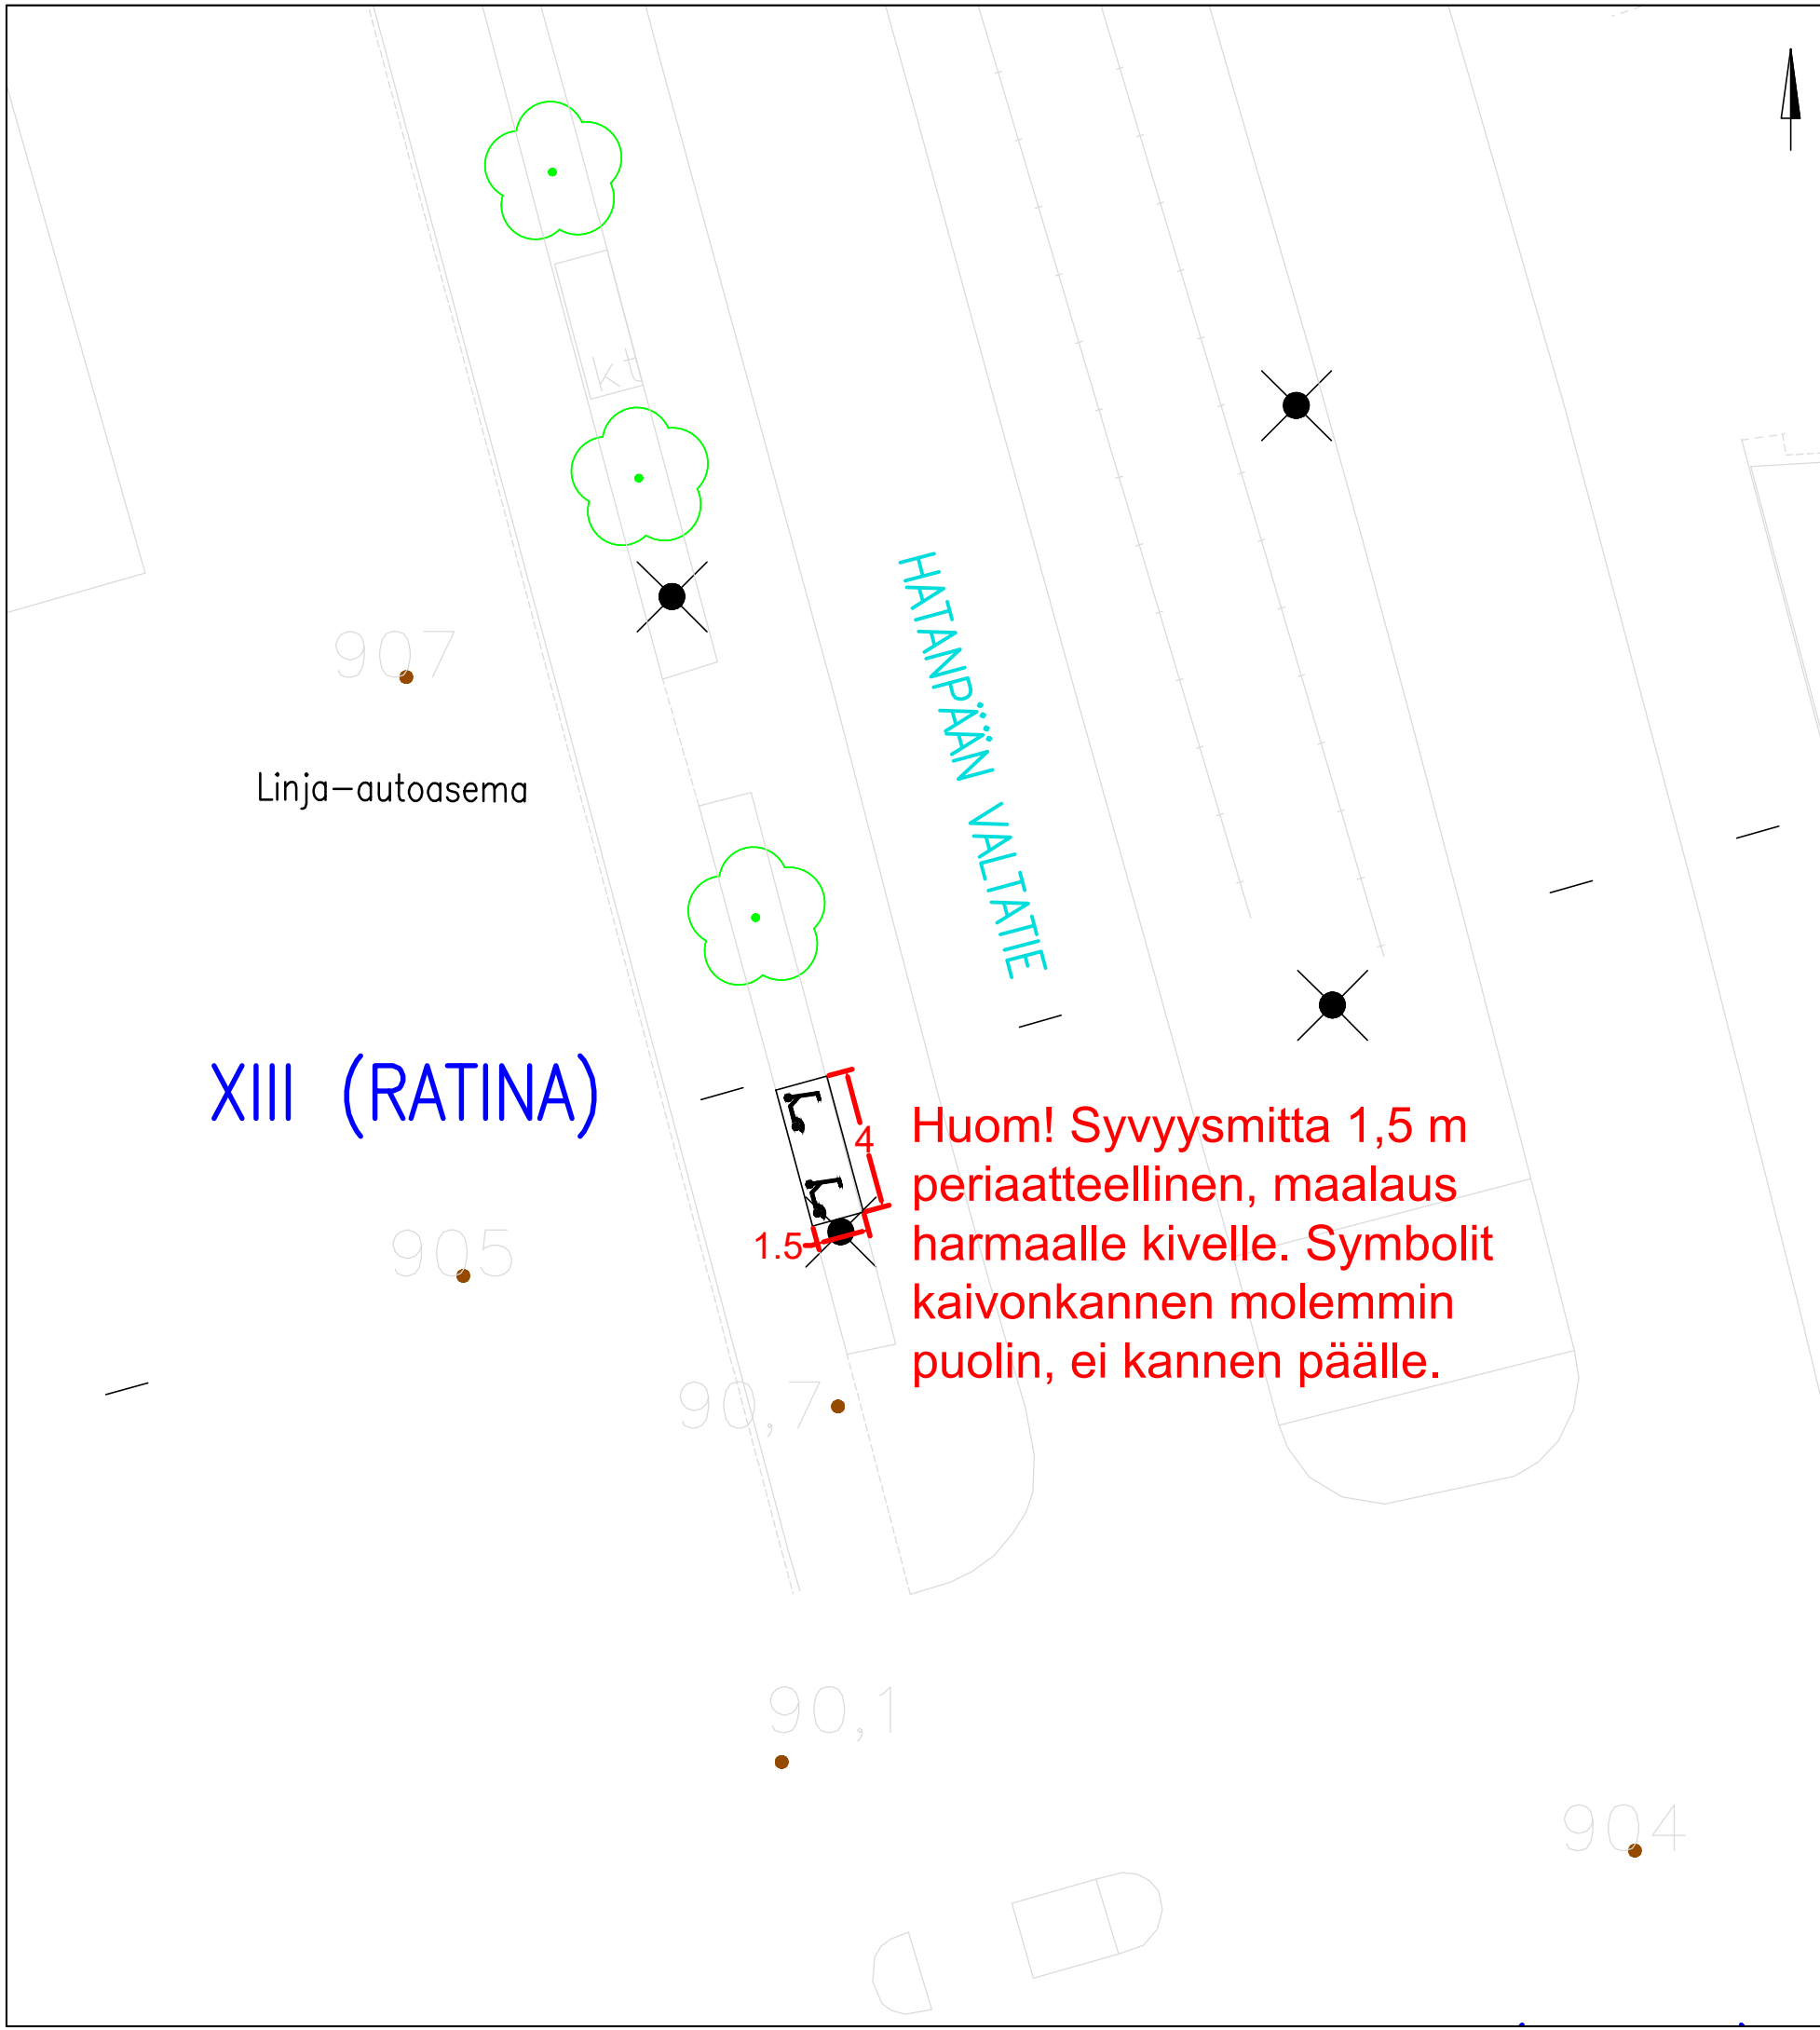 kt
907
HATANPÄÄN VALTATIE
Linja-autoasema
XIII (RATINA)
4
1.5
Huom! Syvyysmitta 1,5 m
periaatteellinen, maalaus
harmaalle kivelle. Symbolit
kaivonkannen molemmin
puolin, ei kannen päälle.
905
90,7
90,1
904